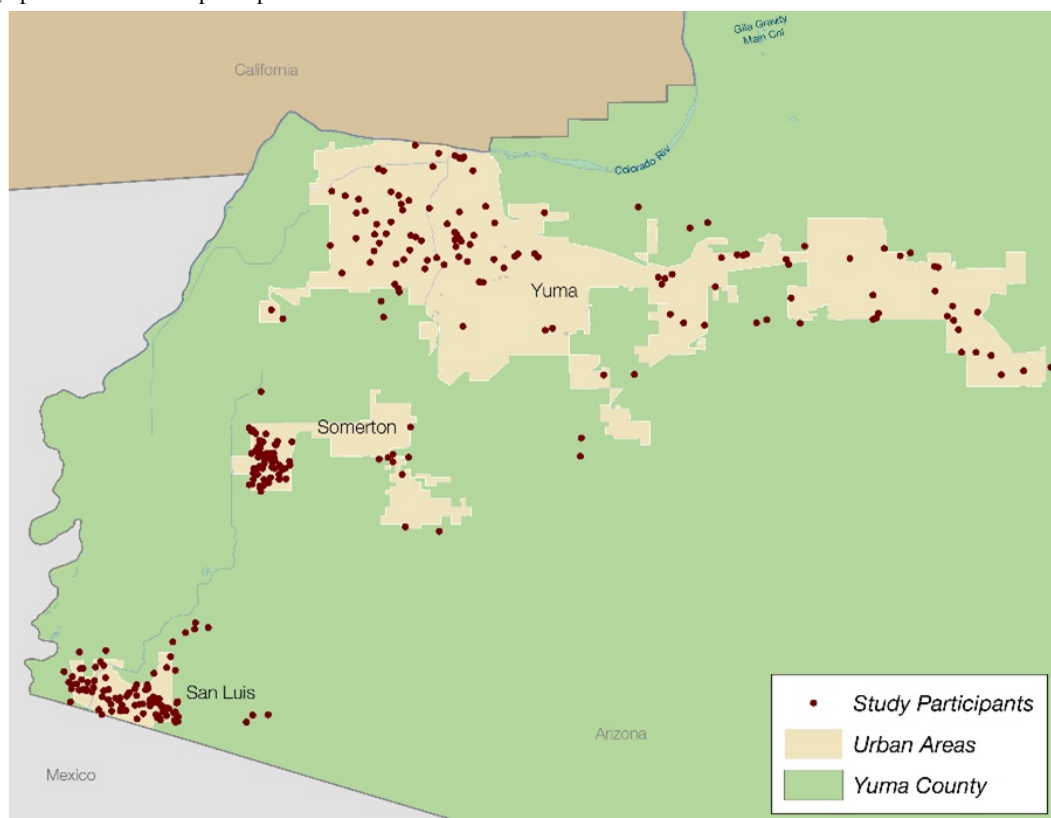 Gila Gravity
Main Cnl
California
Colorado Riv
Yuma
Somerton
San Luis
Arizona
Mexico
Study Participants
Urban Areas
Yuma County